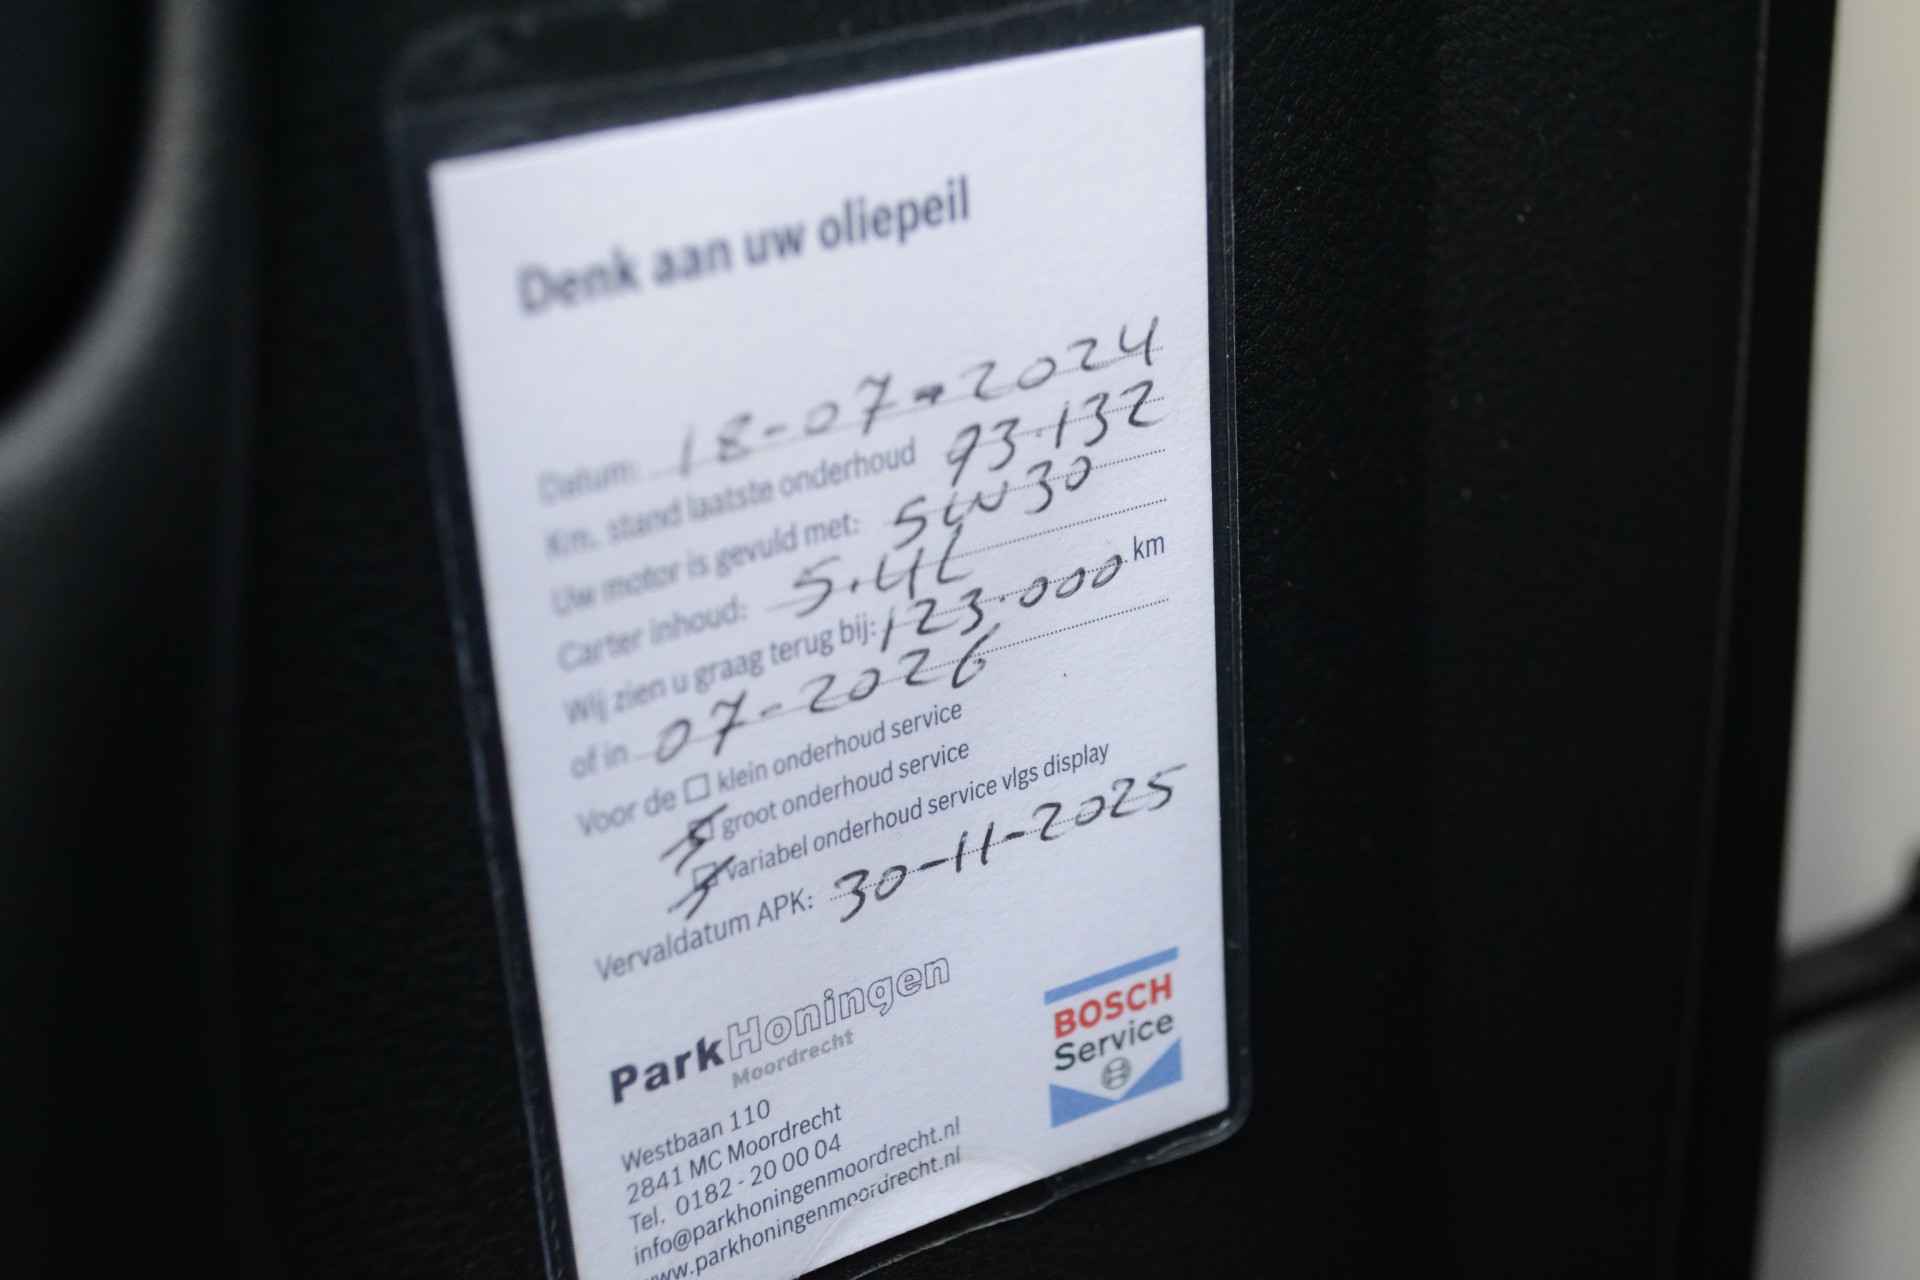 Denk aan uw oliepeil
Datum: 18-07-2024
Km. stand laatste onderhoud 93.132
Uw motor is gevuld met: 5W30
Carter inhoud: 5.4L
Wij zien u graag terug bij: 123.000 km
of in 07-2026
Voor de □ klein onderhoud service
☒ groot onderhoud service
☒ variabel onderhoud service vlgs display
Vervaldatum APK: 30-11-2025
ParkHoningen
Moordrecht
BOSCH
Service
Westbaan 110
2841 MC Moordrecht
Tel. 0182 - 20 00 04
info@parkhoningenmoordrecht.nl
www.parkhoningenmoordrecht.nl